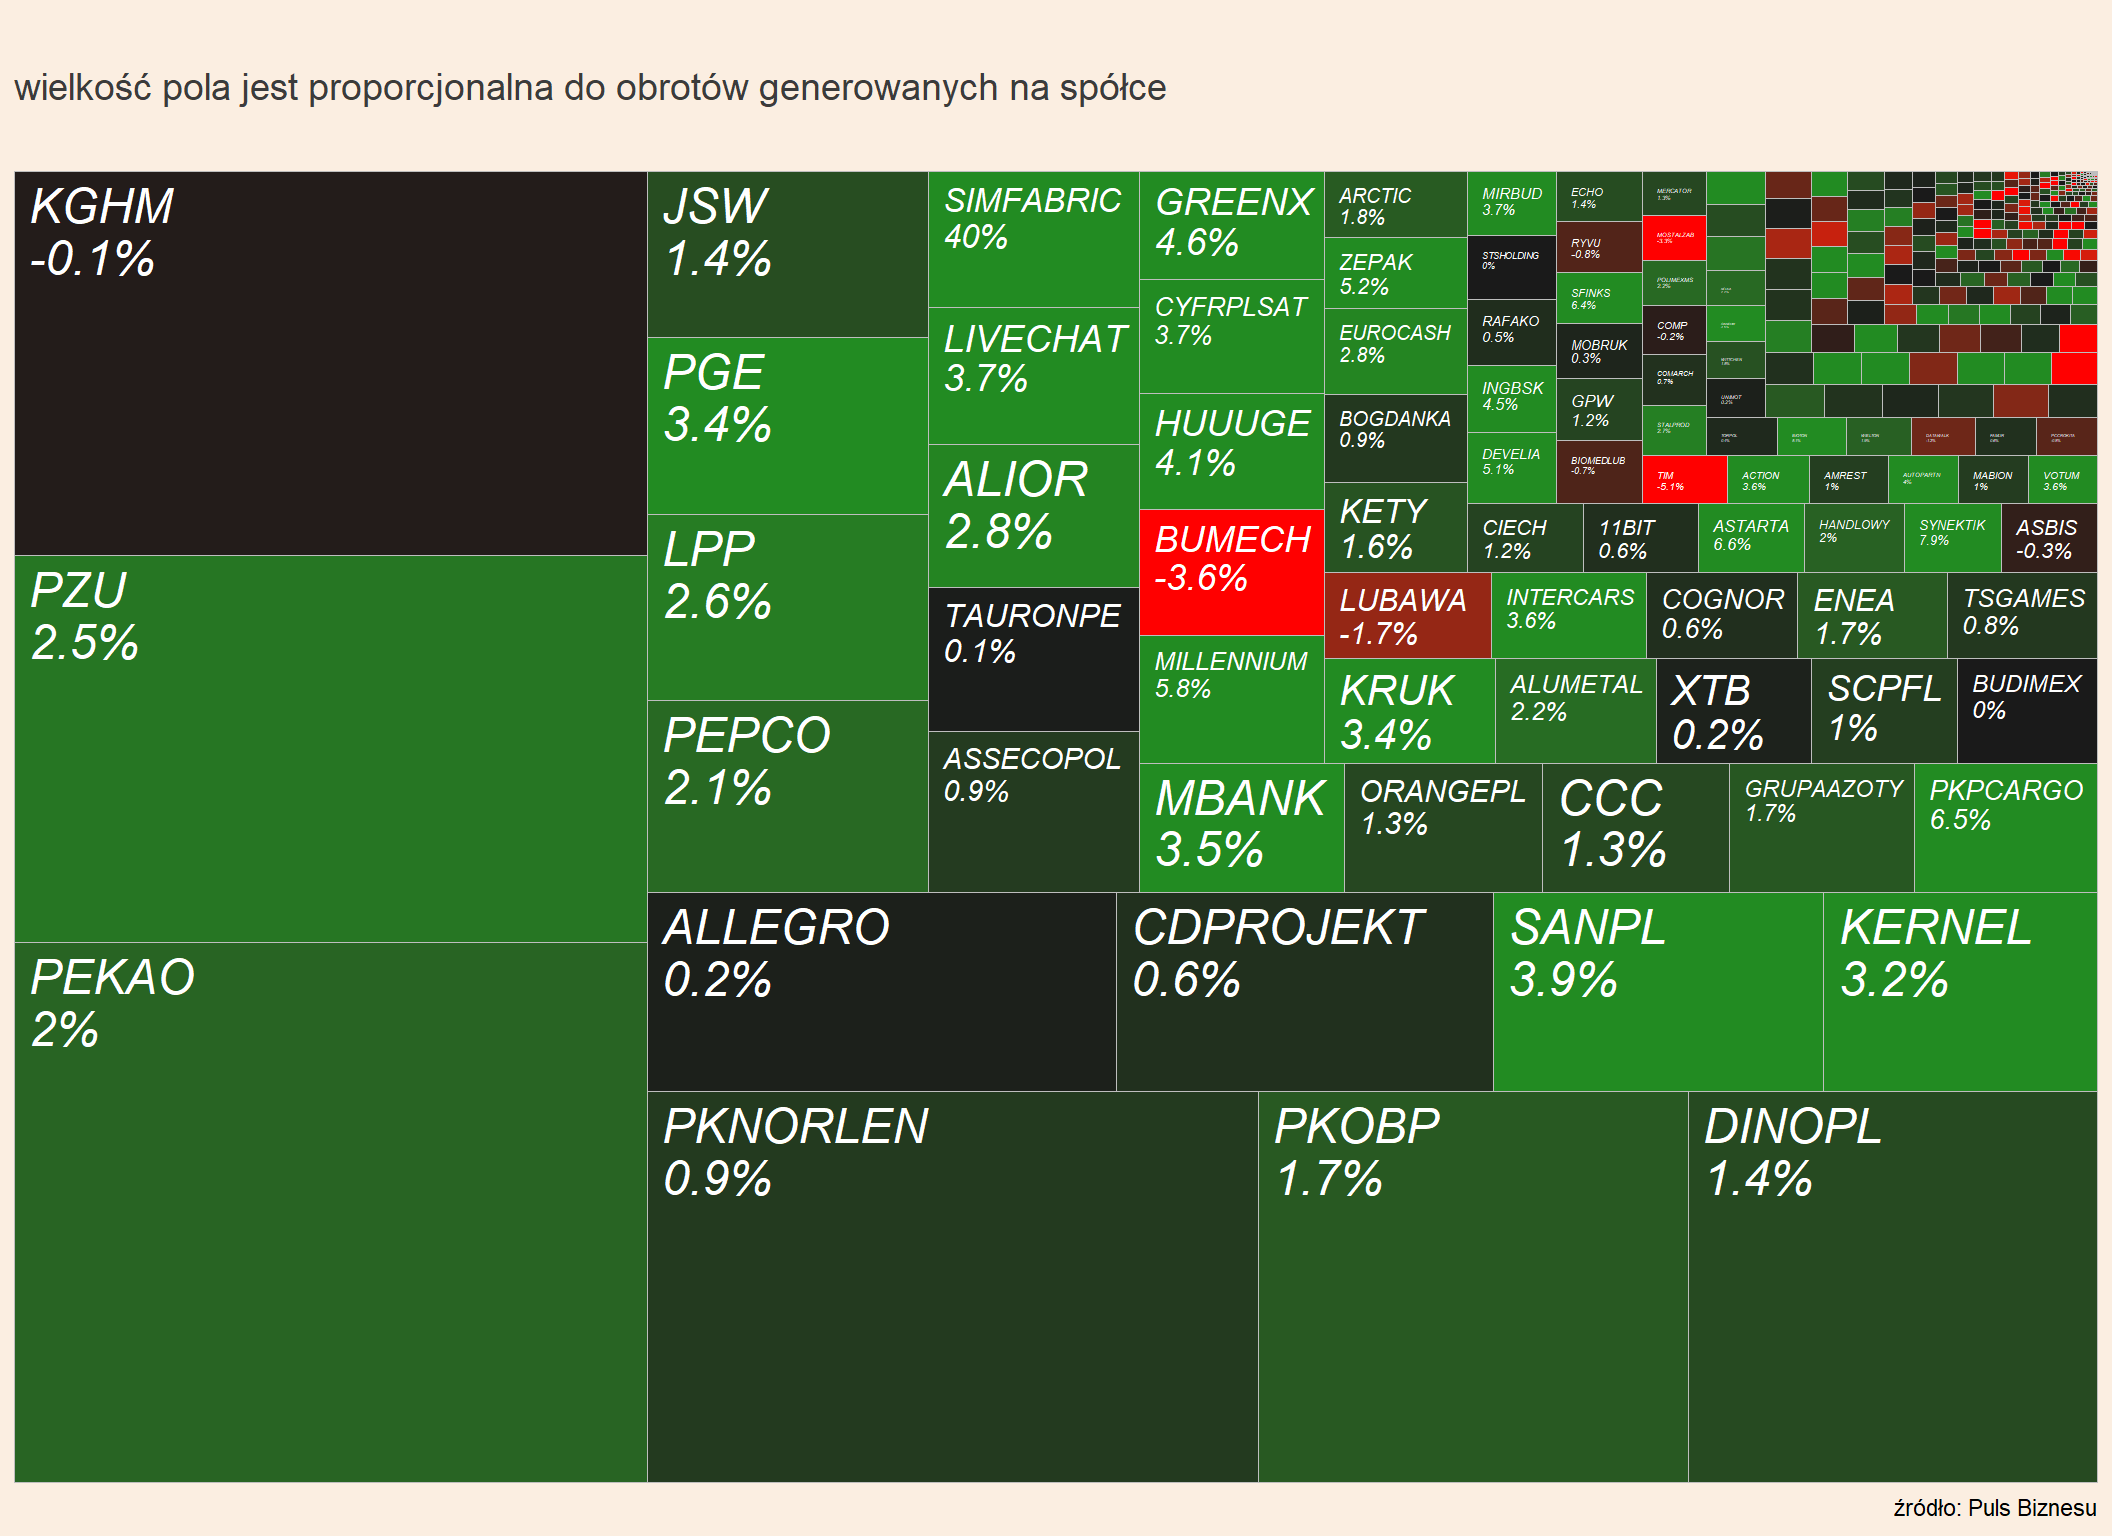 wielkość pola jest proporcjonalna do obrotów generowanych na spółce
KGHM
-0.1%
PZU
2.5%
PEKAO
2%
JSW
1.4%
PGE
3.4%
LPP
2.6%
PEPCO
2.1%
SIMFABRIC
40%
LIVECHAT
3.7%
ALIOR
2.8%
TAURONPE
0.1%
ASSECOPOL
0.9%
GREENX
4.6%
CYFRPLSAT
3.7%
HUUUGE
4.1%
BUMECH
-3.6%
MILLENNIUM
5.8%
ARCTIC
1.8%
ZEPAK
5.2%
EUROCASH
2.8%
BOGDANKA
0.9%
KETY
1.6%
MIRBUD
3.7%
STSHOLDING
0%
RAFAKO
0.5%
INGBSK
4.5%
DEVELIA
5.1%
ECHO
1.4%
RYVU
-0.8%
SFINKS
6.4%
MOBRUK
0.3%
GPW
1.2%
BIOMEDLUB
-0.7%
MERCATOR
1.3%
MOSTALZAB
-3.3%
POLIMEXMS
2.2%
COMP
-0.2%
COMARCH
0.7%
STALPROD
2.7%
TIM
-5.1%
ACTION
3.6%
AMREST
1%
AUTOPARTN
4%
MABION
1%
VOTUM
3.6%
CIECH
1.2%
11BIT
0.6%
ASTARTA
6.6%
HANDLOWY
2%
SYNEKTIK
7.9%
ASBIS
-0.3%
LUBAWA
-1.7%
INTERCARS
3.6%
COGNOR
0.6%
ENEA
1.7%
TSGAMES
0.8%
KRUK
3.4%
ALUMETAL
2.2%
XTB
0.2%
SCPFL
1%
BUDIMEX
0%
MBANK
3.5%
ORANGEPL
1.3%
CCC
1.3%
GRUPAAZOTY
1.7%
PKPCARGO
6.5%
ALLEGRO
0.2%
CDPROJEKT
0.6%
SANPL
3.9%
KERNEL
3.2%
PKNORLEN
0.9%
PKOBP
1.7%
DINOPL
1.4%
źródło: Puls Biznesu